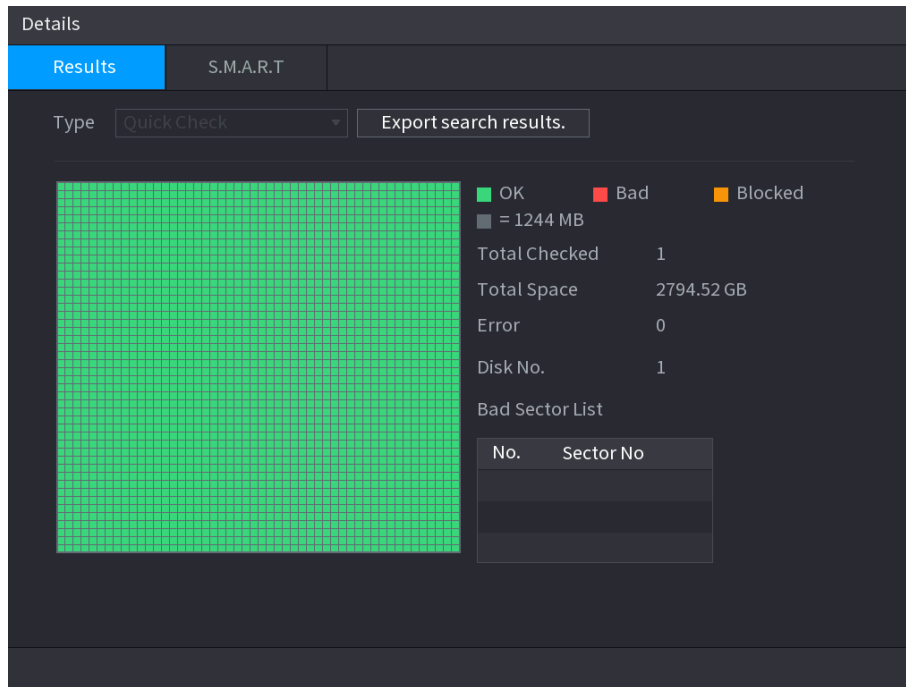 Details
Results S.M.A.R.T
Type Quick Check Export search results.
OK Bad Blocked
= 1244 MB
Total Checked 1
Total Space 2794.52 GB
Error 0
Disk No. 1
Bad Sector List
No. Sector No